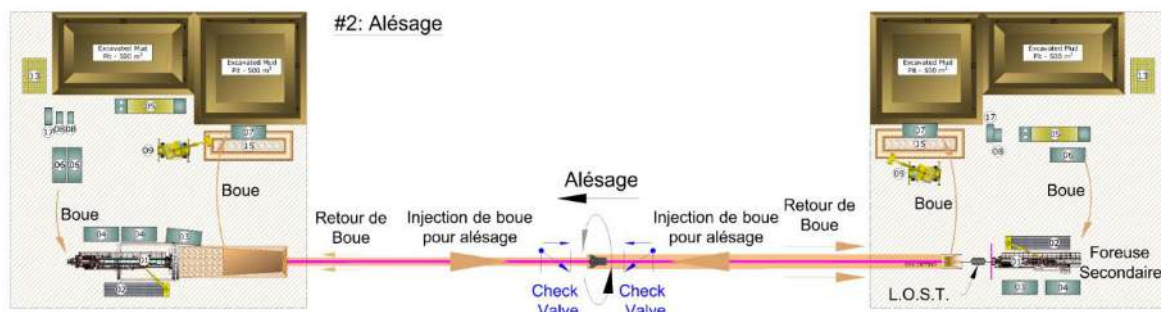 #2: Alésage
Excavated Mud
Pit - 500 m³
Excavated Mud
Pit - 500 m³
13
05
17
08
08
07
15
09
06
06
Boue
Boue
04
04
03
01
02
Retour de
Boue
Injection de boue
pour alésage
Alésage
Check
Valve
Check
Valve
Injection de boue
pour alésage
Retour de
Boue
Excavated Mud
Pit - 500 m³
Excavated Mud
Pit - 500 m³
13
07
15
09
17
08
05
06
Boue
Boue
02
01
03
04
Foreuse
Secondaire
L.O.S.T.